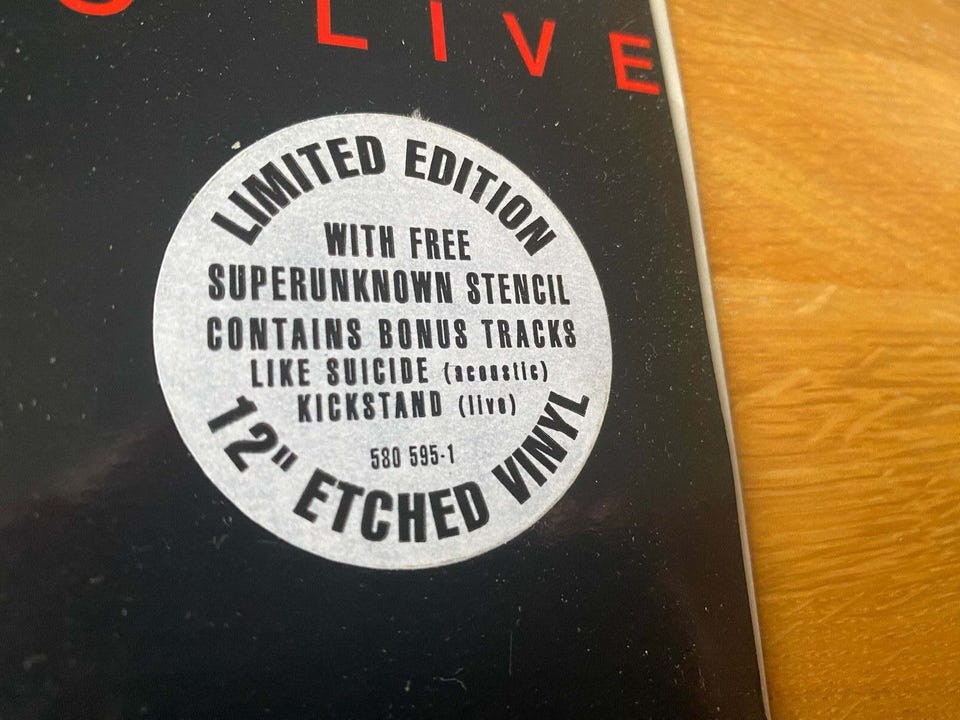 LIVE
LIMITED EDITION
WITH FREE
SUPERUNKNOWN STENCIL
CONTAINS BONUS TRACKS
LIKE SUICIDE (acoustic)
KICKSTAND (live)
580 595-1
12" ETCHED VINYL